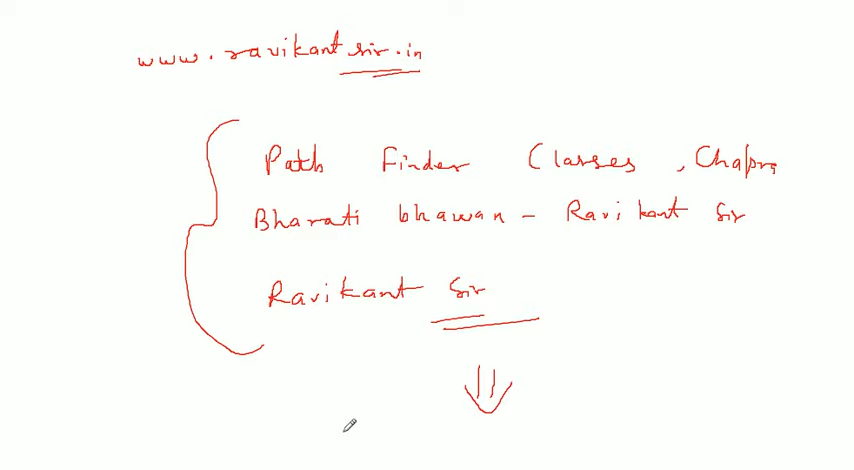 www.ravikantsir.in
Path Finder Classes, Chapra
Bharati bhawan - Ravikant Sir
Ravikant Sir